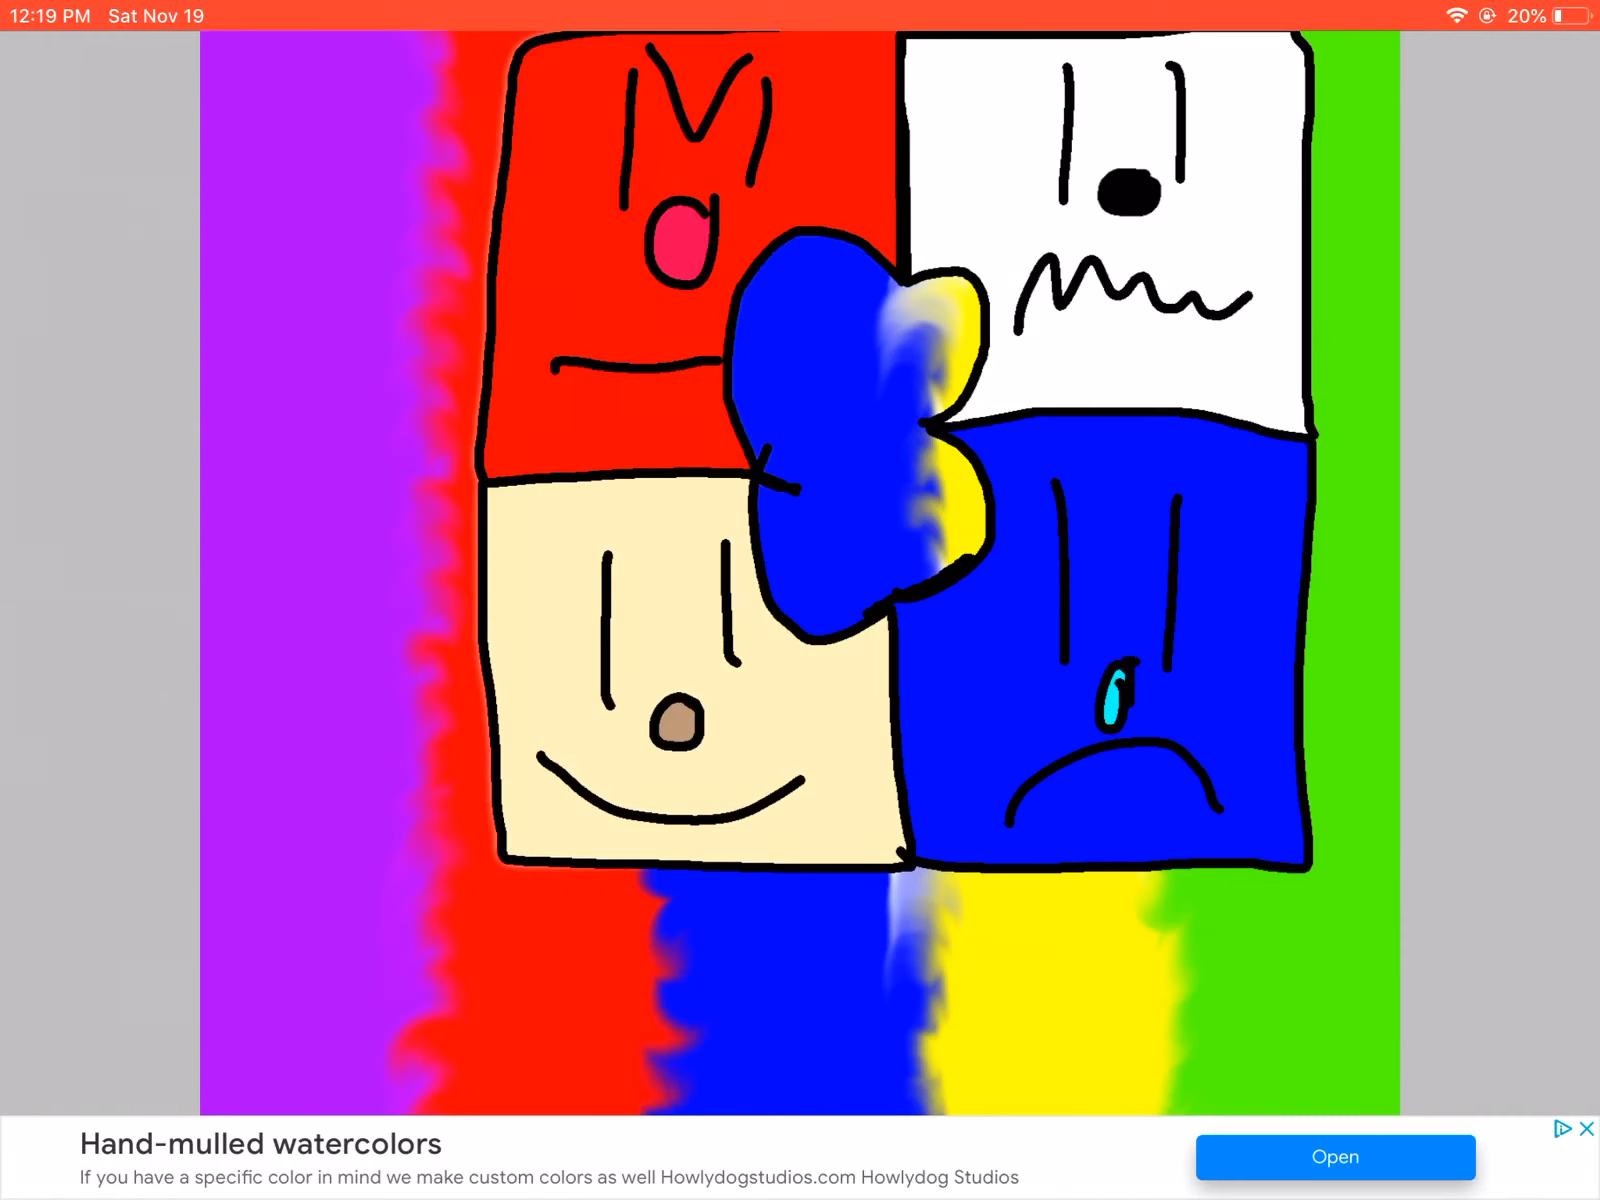 12:19 PM Sat Nov 19 20%
Hand-mulled watercolors
If you have a specific color in mind we make custom colors as well Howlydogstudios.com Howlydog Studios
Open